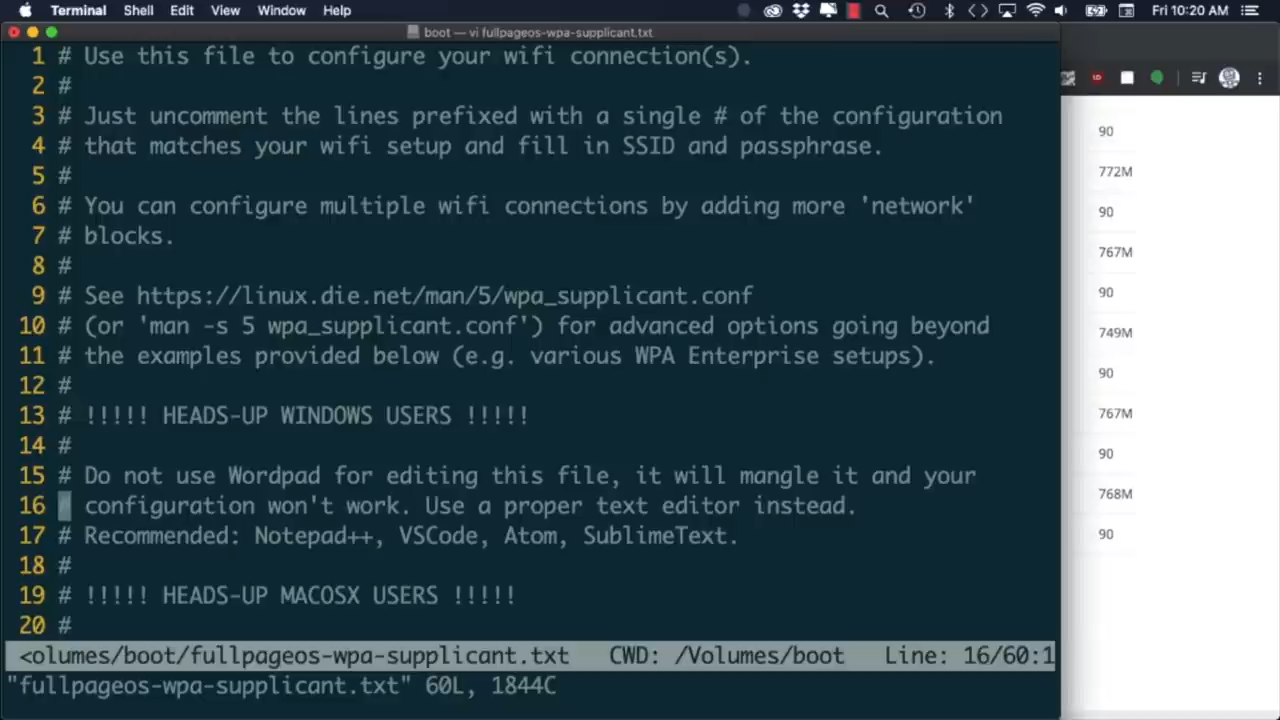 Terminal Shell Edit View Window Help Fri 10:20 AM
boot — vi fullpageos-wpa-supplicant.txt
1 # Use this file to configure your wifi connection(s).
2 #
3 # Just uncomment the lines prefixed with a single # of the configuration
4 # that matches your wifi setup and fill in SSID and passphrase.
5 #
6 # You can configure multiple wifi connections by adding more 'network'
7 # blocks.
8 #
9 # See https://linux.die.net/man/5/wpa_supplicant.conf
10 # (or 'man -s 5 wpa_supplicant.conf') for advanced options going beyond
11 # the examples provided below (e.g. various WPA Enterprise setups).
12 #
13 # !!!!! HEADS-UP WINDOWS USERS !!!!!
14 #
15 # Do not use Wordpad for editing this file, it will mangle it and your
16 # configuration won't work. Use a proper text editor instead.
17 # Recommended: Notepad++, VSCode, Atom, SublimeText.
18 #
19 # !!!!! HEADS-UP MACOSX USERS !!!!!
20 #
<olumes/boot/fullpageos-wpa-supplicant.txt CWD: /Volumes/boot Line: 16/60:1
"fullpageos-wpa-supplicant.txt" 60L, 1844C
90
772M
90
767M
90
749M
90
767M
90
768M
90